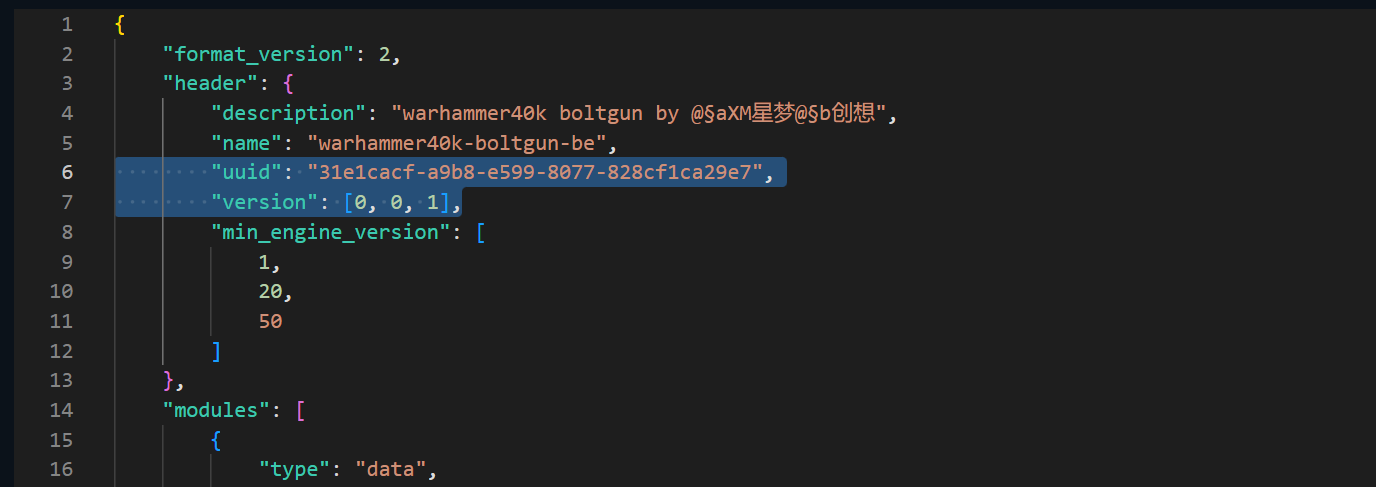 1 {
2 "format_version": 2,
3 "header": {
4 "description": "warhammer40k boltgun by @§aXM星梦@§b创想",
5 "name": "warhammer40k-boltgun-be",
6 "uuid": "31e1cacf-a9b8-e599-8077-828cf1ca29e7",
7 "version": [0, 0, 1],
8 "min_engine_version": [
9 1,
10 20,
11 50
12 ]
13 },
14 "modules": [
15 {
16 "type": "data",